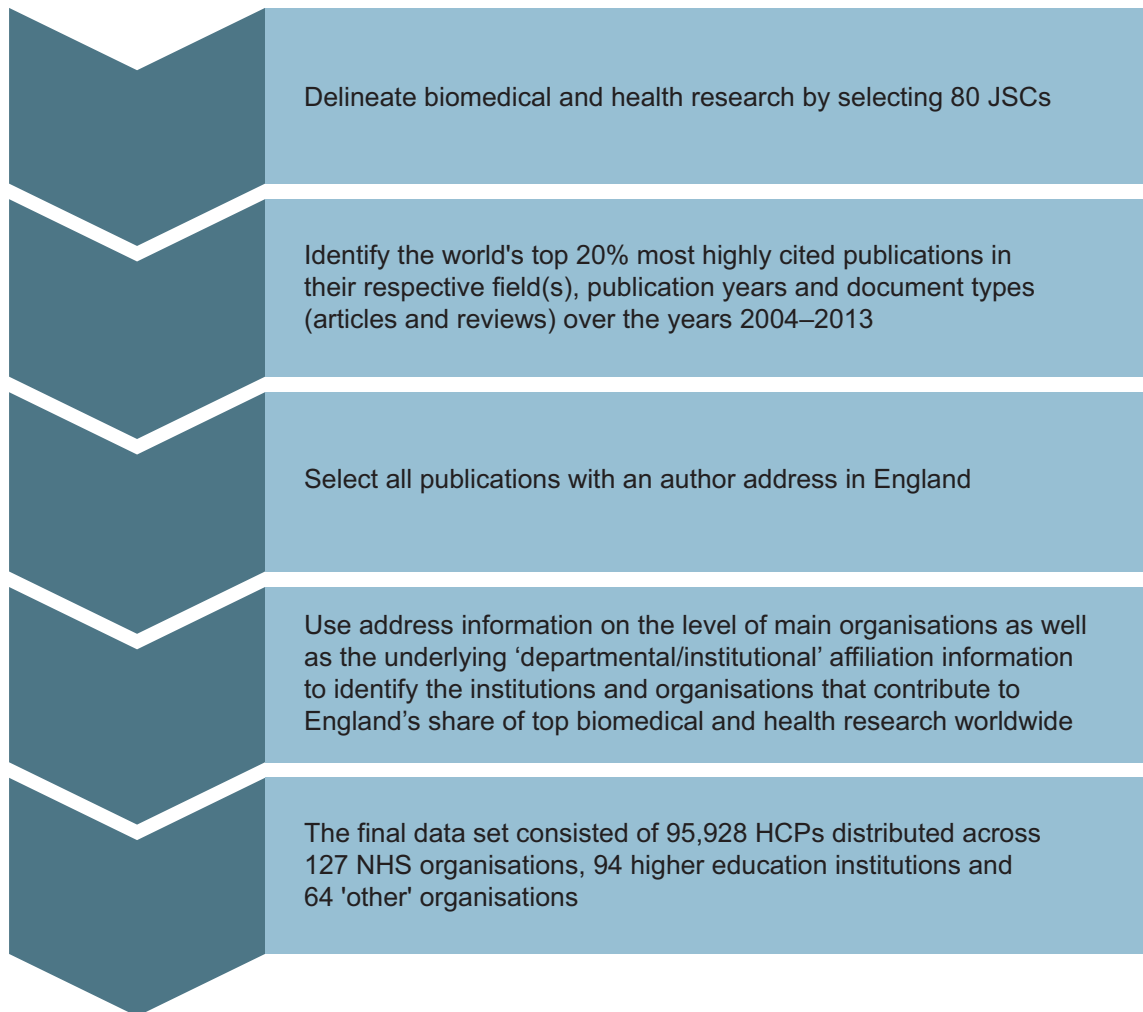 Delineate biomedical and health research by selecting 80 JSCs
Identify the world's top 20% most highly cited publications in
their respective field(s), publication years and document types
(articles and reviews) over the years 2004–2013
Select all publications with an author address in England
Use address information on the level of main organisations as well
as the underlying ‘departmental/institutional’ affiliation information
to identify the institutions and organisations that contribute to
England’s share of top biomedical and health research worldwide
The final data set consisted of 95,928 HCPs distributed across
127 NHS organisations, 94 higher education institutions and
64 'other' organisations